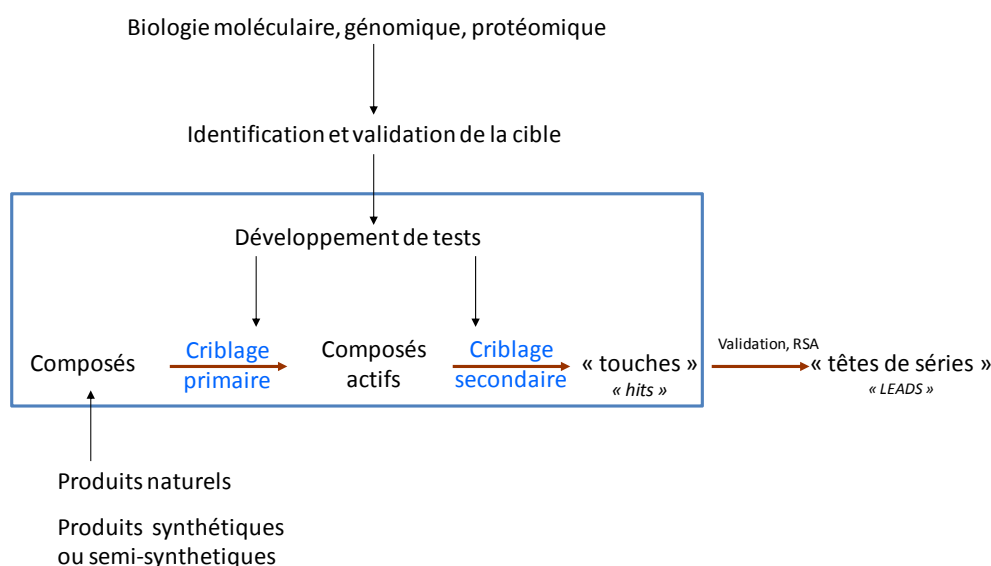 Biologie moléculaire, génomique, protéomique
Identification et validation de la cible
Développement de tests
Composés
Criblage
primaire
Composés
actifs
Criblage
secondaire
« touches »
« hits »
Validation, RSA
« têtes de séries »
« LEADS »
Produits naturels
Produits synthétiques
ou semi-synthetiques